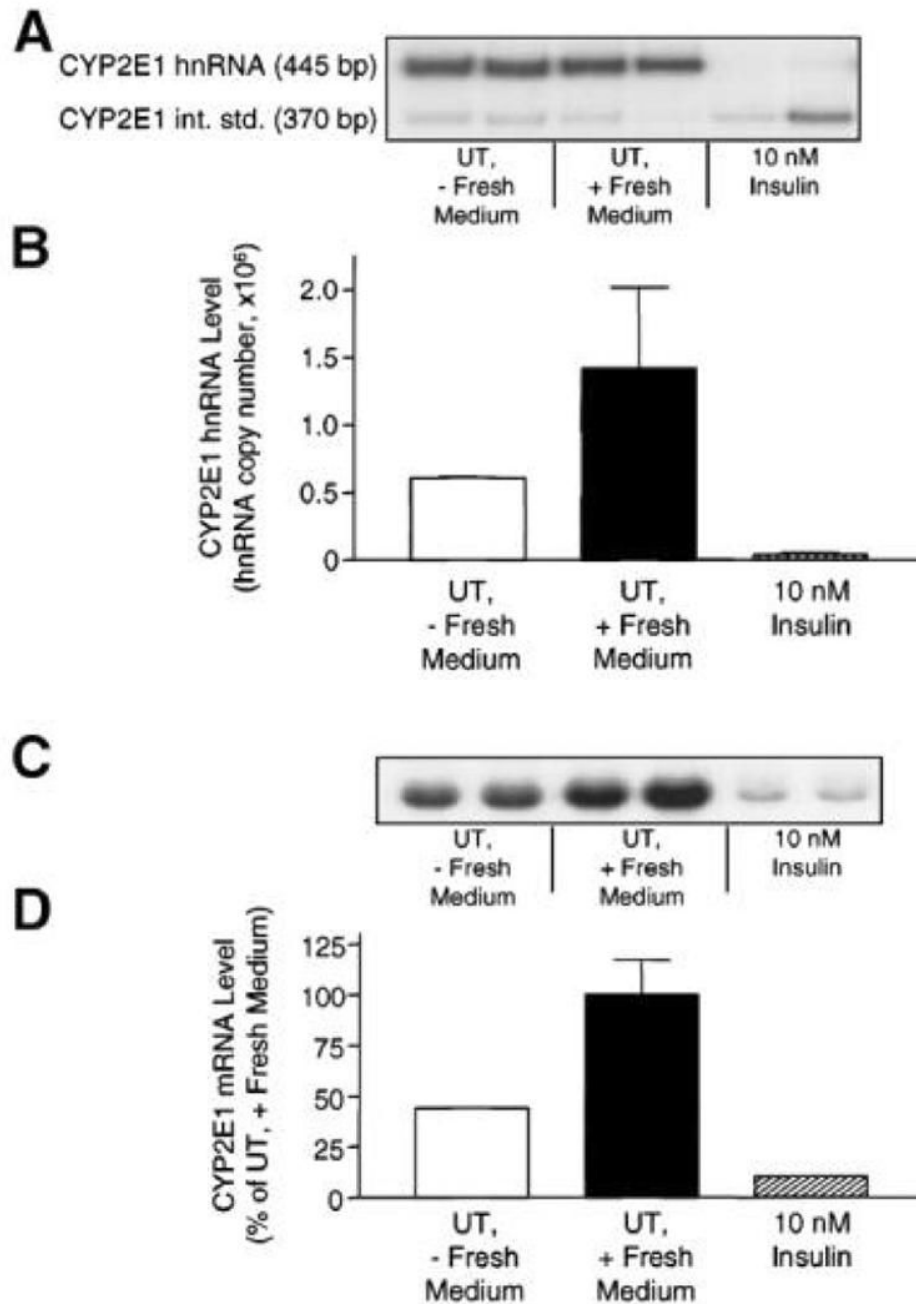 A
CYP2E1 hnRNA (445 bp)
CYP2E1 int. std. (370 bp)
UT,
- Fresh
Medium
UT,
+ Fresh
Medium
10 nM
Insulin
B
CYP2E1 hnRNA Level
(hnRNA copy number, x10⁶)
2.0
1.5
1.0
0.5
0
UT,
- Fresh
Medium
UT,
+ Fresh
Medium
10 nM
Insulin
C
UT,
- Fresh
Medium
UT,
+ Fresh
Medium
10 nM
Insulin
D
CYP2E1 mRNA Level
(% of UT, + Fresh Medium)
125
100
75
50
25
0
UT,
- Fresh
Medium
UT,
+ Fresh
Medium
10 nM
Insulin